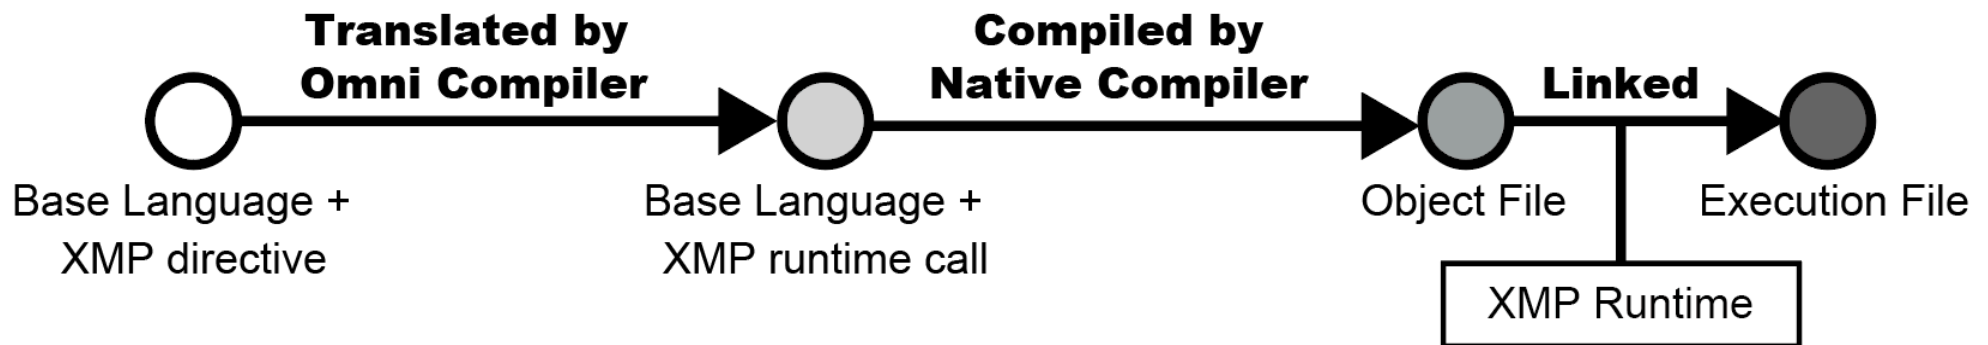 Translated by
Omni Compiler
Compiled by
Native Compiler
Linked
Base Language +
XMP directive
Base Language +
XMP runtime call
Object File
Execution File
XMP Runtime